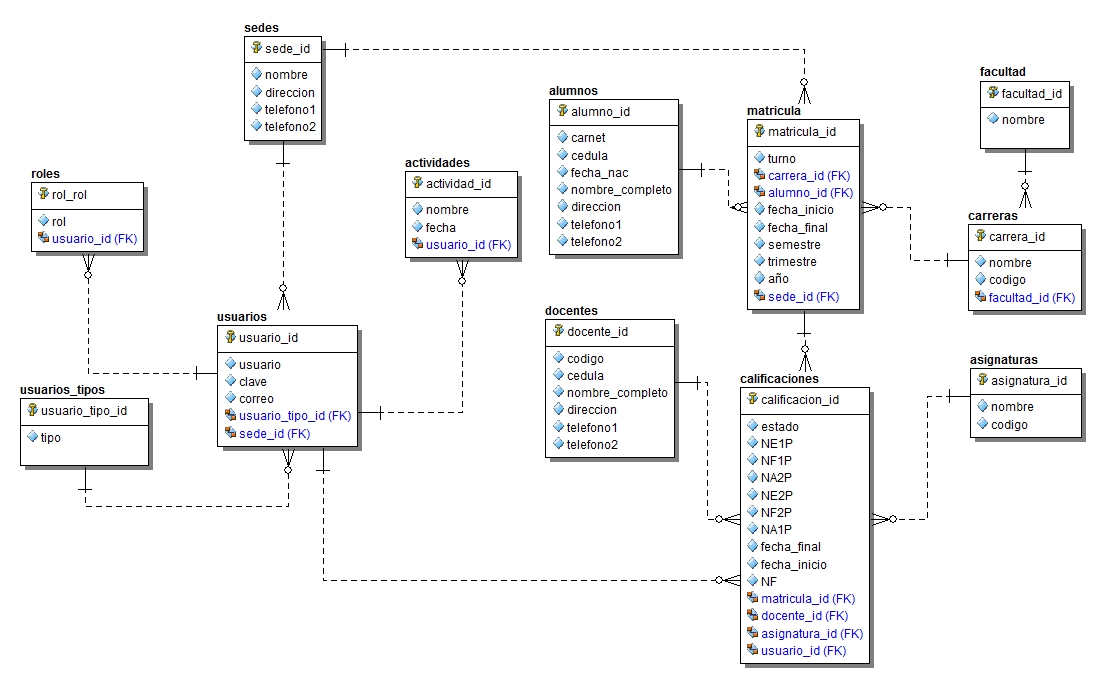 sedes
sede_id
nombre
direccion
telefono1
telefono2
alumnos
alumno_id
carnet
cedula
fecha_nac
nombre_completo
direccion
telefono1
telefono2
matricula
matricula_id
turno
carrera_id (FK)
alumno_id (FK)
fecha_inicio
fecha_final
semestre
trimestre
año
sede_id (FK)
facultad
facultad_id
nombre
roles
rol_rol
rol
usuario_id (FK)
actividades
actividad_id
nombre
fecha
usuario_id (FK)
carreras
carrera_id
nombre
codigo
facultad_id (FK)
usuarios
usuario_id
usuario
clave
correo
usuario_tipo_id (FK)
sede_id (FK)
docentes
docente_id
codigo
cedula
nombre_completo
direccion
telefono1
telefono2
usuarios_tipos
usuario_tipo_id
tipo
calificaciones
calificacion_id
estado
NE1P
NF1P
NA2P
NE2P
NF2P
NA1P
fecha_final
fecha_inicio
NF
matricula_id (FK)
docente_id (FK)
asignatura_id (FK)
usuario_id (FK)
asignaturas
asignatura_id
nombre
codigo